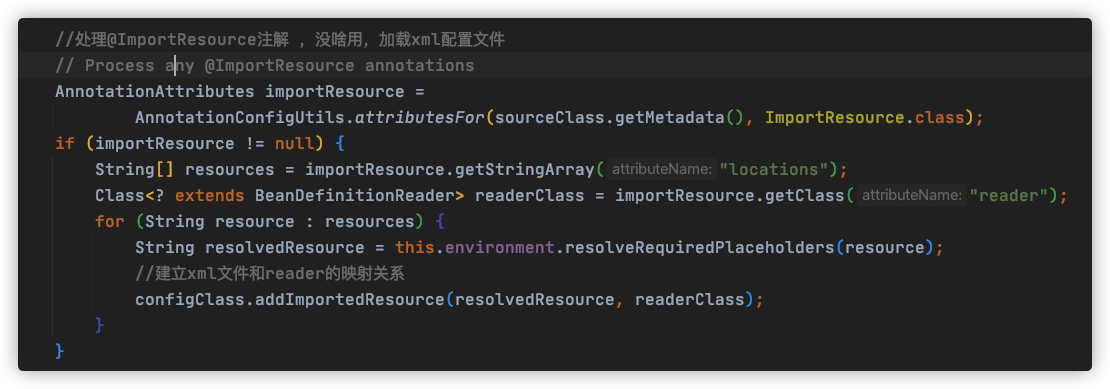 //处理@ImportResource注解 ，没啥用，加载xml配置文件
// Process any @ImportResource annotations
AnnotationAttributes importResource =
        AnnotationConfigUtils.attributesFor(sourceClass.getMetadata(), ImportResource.class);
if (importResource != null) {
    String[] resources = importResource.getStringArray( attributeName: "locations");
    Class<? extends BeanDefinitionReader> readerClass = importResource.getClass( attributeName: "reader");
    for (String resource : resources) {
        String resolvedResource = this.environment.resolveRequiredPlaceholders(resource);
        //建立xml文件和reader的映射关系
        configClass.addImportedResource(resolvedResource, readerClass);
    }
}